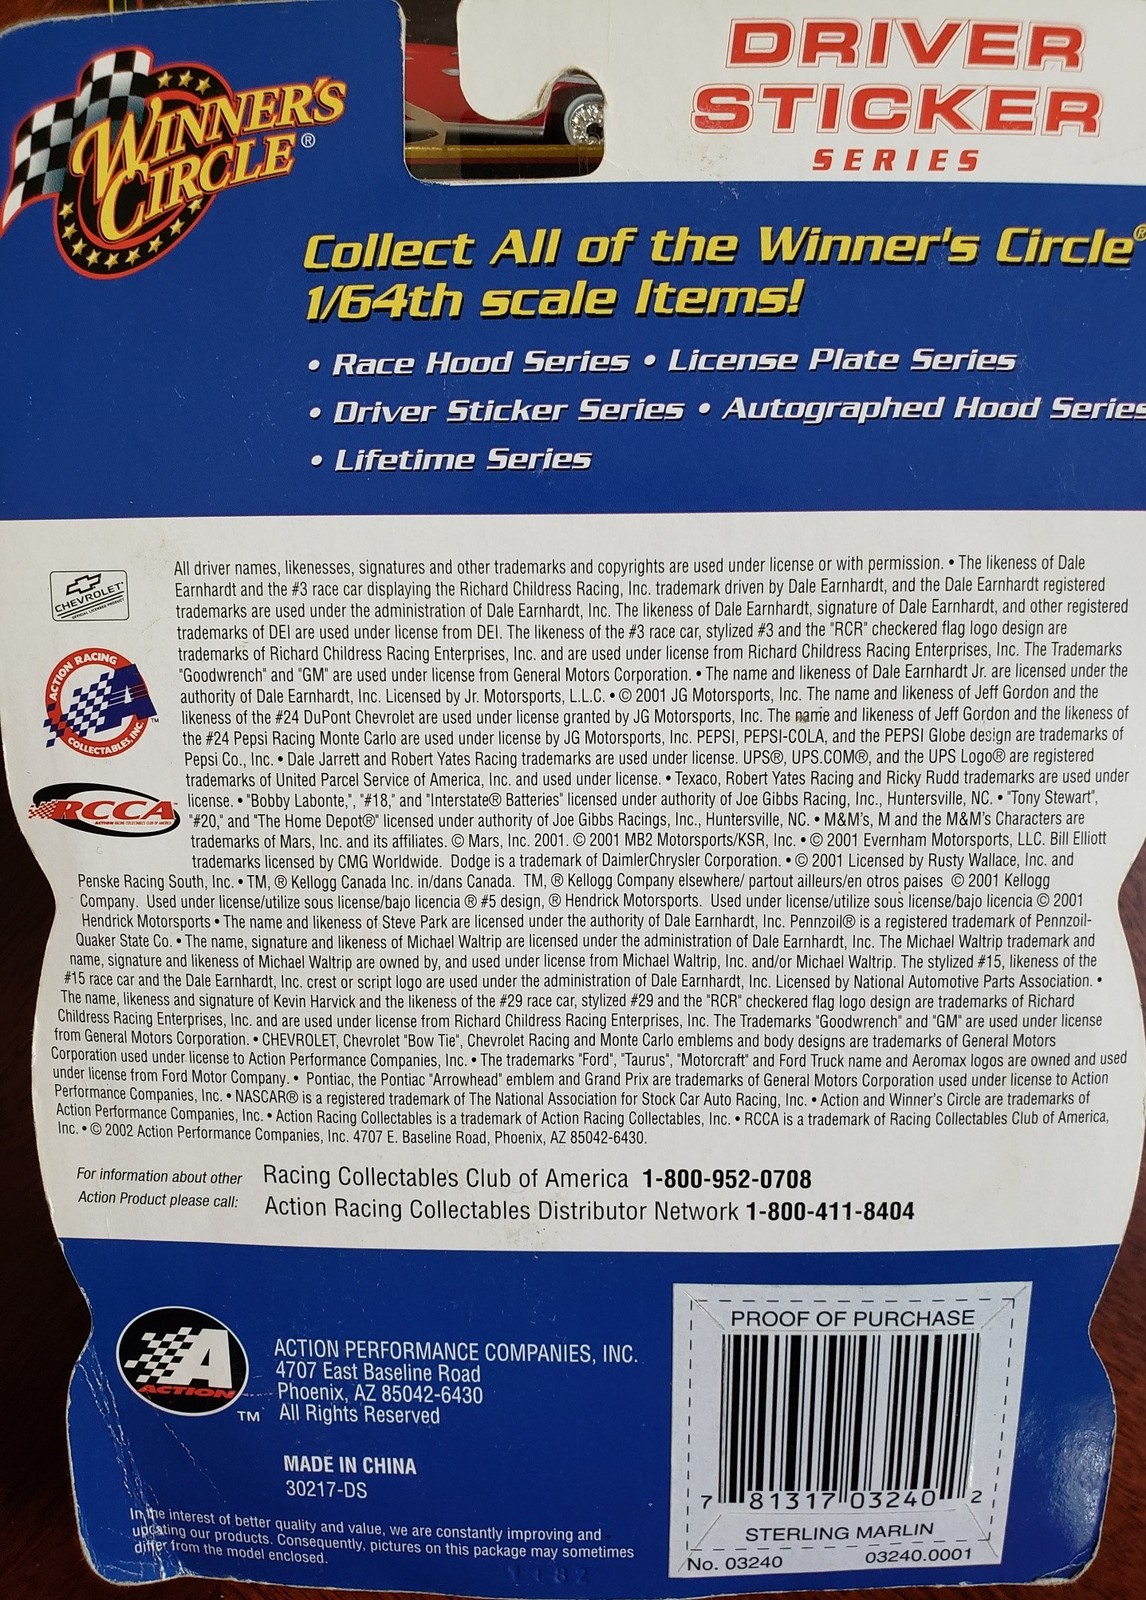 WINNER'S
CIRCLE®
DRIVER
STICKER
SERIES
Collect All of the Winner's Circle®
1/64th scale Items!
• Race Hood Series • License Plate Series
• Driver Sticker Series • Autographed Hood Series
• Lifetime Series
CHEVROLET
OFFICIAL LICENSED PRODUCT
ACTION RACING
COLLECTABLES, INC.
TM
RCCA
ACTION RACING COLLECTABLES CLUB OF AMERICA
All driver names, likenesses, signatures and other trademarks and copyrights are used under license or with permission. • The likeness of Dale
Earnhardt and the #3 race car displaying the Richard Childress Racing, Inc. trademark driven by Dale Earnhardt, and the Dale Earnhardt registered
trademarks are used under the administration of Dale Earnhardt, Inc. The likeness of Dale Earnhardt, signature of Dale Earnhardt, and other registered
trademarks of DEI are used under license from DEI. The likeness of the #3 race car, stylized #3 and the "RCR" checkered flag logo design are
trademarks of Richard Childress Racing Enterprises, Inc. and are used under license from Richard Childress Racing Enterprises, Inc. The Trademarks
"Goodwrench" and "GM" are used under license from General Motors Corporation. • The name and likeness of Dale Earnhardt Jr. are licensed under the
authority of Dale Earnhardt, Inc. Licensed by Jr. Motorsports, L.L.C. • © 2001 JG Motorsports, Inc. The name and likeness of Jeff Gordon and the
likeness of the #24 DuPont Chevrolet are used under license granted by JG Motorsports, Inc. The name and likeness of Jeff Gordon and the likeness of
the #24 Pepsi Racing Monte Carlo are used under license by JG Motorsports, Inc. PEPSI, PEPSI-COLA, and the PEPSI Globe design are trademarks of
Pepsi Co., Inc. • Dale Jarrett and Robert Yates Racing trademarks are used under license. UPS®, UPS.COM®, and the UPS Logo® are registered
trademarks of United Parcel Service of America, Inc. and used under license. • Texaco, Robert Yates Racing and Ricky Rudd trademarks are used under
license. • "Bobby Labonte,", "#18," and "Interstate® Batteries" licensed under authority of Joe Gibbs Racing, Inc., Huntersville, NC. • "Tony Stewart",
"#20," and "The Home Depot®" licensed under authority of Joe Gibbs Racings, Inc., Huntersville, NC. • M&M's, M and the M&M's Characters are
trademarks of Mars, Inc. and its affiliates. © Mars, Inc. 2001. © 2001 MB2 Motorsports/KSR, Inc. • © 2001 Evernham Motorsports, LLC. Bill Elliott
trademarks licensed by CMG Worldwide. Dodge is a trademark of DaimlerChrysler Corporation. • © 2001 Licensed by Rusty Wallace, Inc. and
Penske Racing South, Inc. • TM, ® Kellogg Canada Inc. in/dans Canada. TM, ® Kellogg Company elsewhere/ partout ailleurs/en otros paises © 2001 Kellogg
Company. Used under license/utilize sous license/bajo licencia ® #5 design, ® Hendrick Motorsports. Used under license/utilize sous license/bajo licencia © 2001
Hendrick Motorsports • The name and likeness of Steve Park are licensed under the authority of Dale Earnhardt, Inc. Pennzoil® is a registered trademark of Pennzoil-
Quaker State Co. • The name, signature and likeness of Michael Waltrip are licensed under the administration of Dale Earnhardt, Inc. The Michael Waltrip trademark and
name, signature and likeness of Michael Waltrip are owned by, and used under license from Michael Waltrip, Inc. and/or Michael Waltrip. The stylized #15, likeness of the
#15 race car and the Dale Earnhardt, Inc. crest or script logo are used under the administration of Dale Earnhardt, Inc. Licensed by National Automotive Parts Association. •
The name, likeness and signature of Kevin Harvick and the likeness of the #29 race car, stylized #29 and the "RCR" checkered flag logo design are trademarks of Richard
Childress Racing Enterprises, Inc. and are used under license from Richard Childress Racing Enterprises, Inc. The Trademarks "Goodwrench" and "GM" are used under license
from General Motors Corporation. • CHEVROLET, Chevrolet "Bow Tie", Chevrolet Racing and Monte Carlo emblems and body designs are trademarks of General Motors
Corporation used under license to Action Performance Companies, Inc. • The trademarks "Ford", "Taurus", "Motorcraft" and Ford Truck name and Aeromax logos are owned and used
under license from Ford Motor Company. • Pontiac, the Pontiac "Arrowhead" emblem and Grand Prix are trademarks of General Motors Corporation used under license to Action
Performance Companies, Inc. • NASCAR® is a registered trademark of The National Association for Stock Car Auto Racing, Inc. • Action and Winner's Circle are trademarks of
Action Performance Companies, Inc. • Action Racing Collectables is a trademark of Action Racing Collectables, Inc. • RCCA is a trademark of Racing Collectables Club of America,
Inc. • © 2002 Action Performance Companies, Inc. 4707 E. Baseline Road, Phoenix, AZ 85042-6430.
For information about other
Action Product please call:
Racing Collectables Club of America 1-800-952-0708
Action Racing Collectables Distributor Network 1-800-411-8404
A
ACTION
TM
ACTION PERFORMANCE COMPANIES, INC.
4707 East Baseline Road
Phoenix, AZ 85042-6430
All Rights Reserved
MADE IN CHINA
30217-DS
In the interest of better quality and value, we are constantly improving and
updating our products. Consequently, pictures on this package may sometimes
differ from the model enclosed.
PROOF OF PURCHASE
7 81317 03240 2
STERLING MARLIN
No. 03240 03240.0001